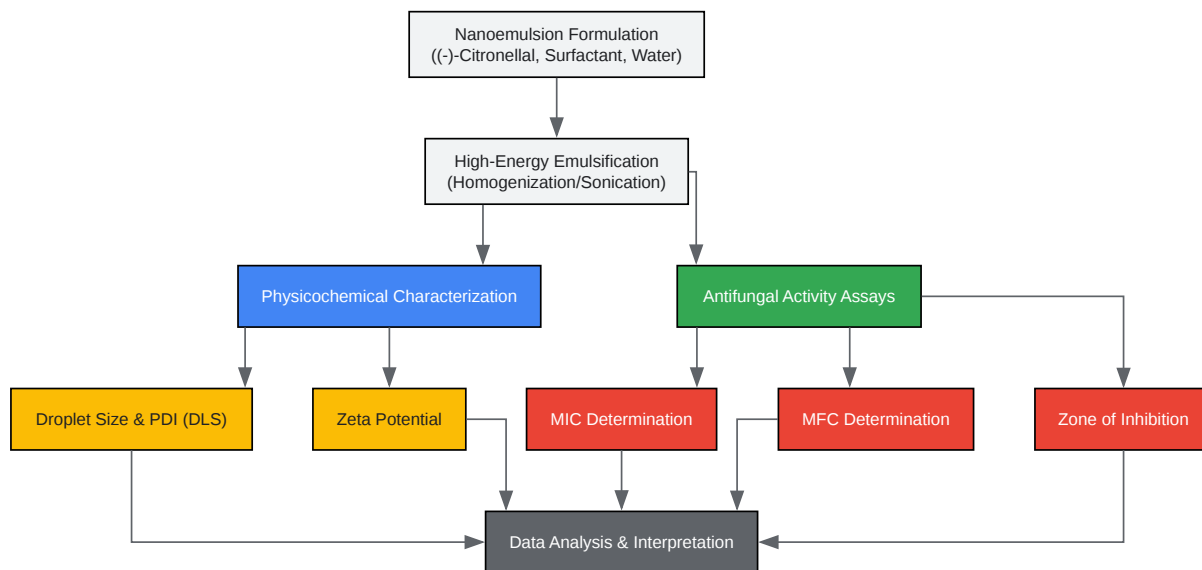 Nanoemulsion Formulation
((-)-Citronellal, Surfactant, Water)
High-Energy Emulsification
(Homogenization/Sonication)
Physicochemical Characterization
Antifungal Activity Assays
Droplet Size & PDI (DLS)
Zeta Potential
MIC Determination
MFC Determination
Zone of Inhibition
Data Analysis & Interpretation